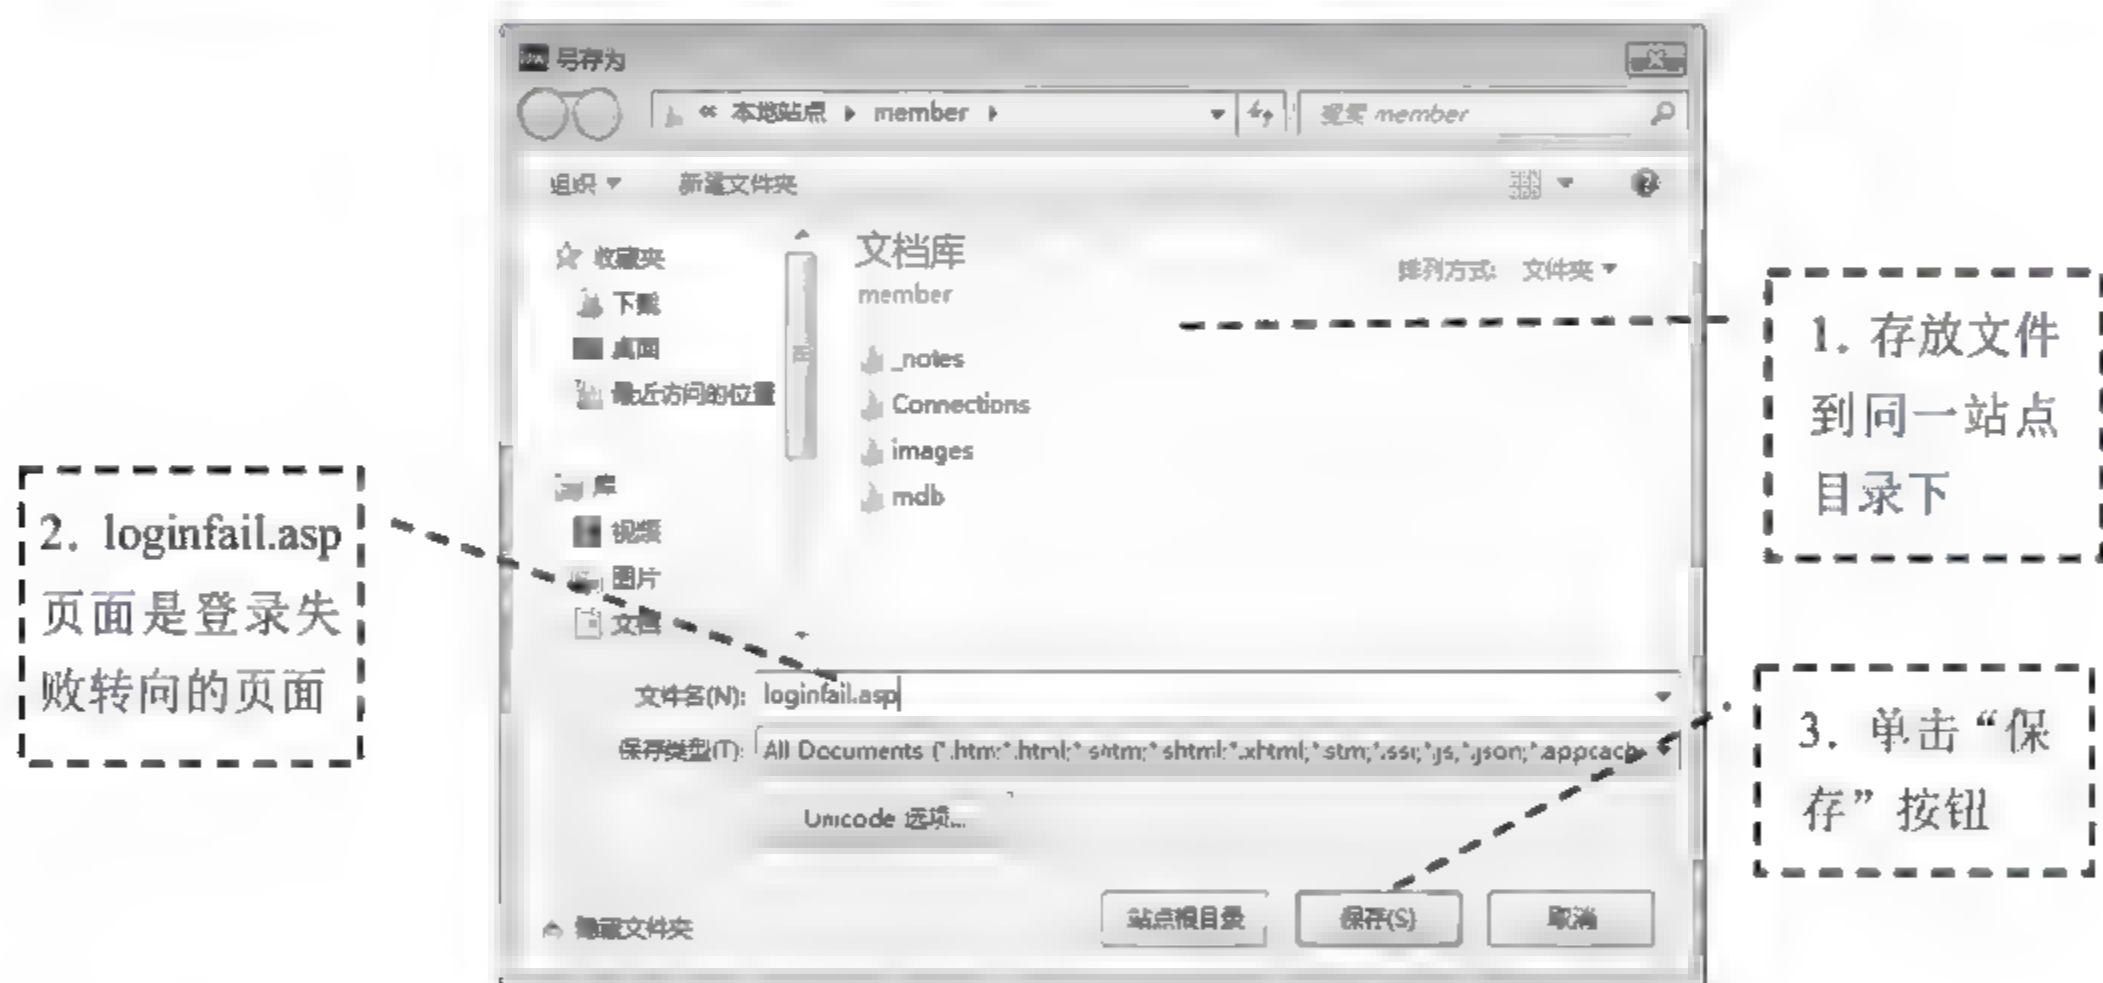 另存为
« 本地站点 ▸ member ▸
搜索 member
组织 ▼ 新建文件夹
收藏夹
下载
桌面
最近访问的位置
库
视频
图片
文档
文档库
member
排列方式: 文件夹 ▼
_notes
Connections
images
mdb
文件名(N): loginfail.asp
保存类型(T): All Documents (*.htm;*.html;*.shtm;*.shtml;*.xhtml;*.stm;*.ssi;*.js;*.json;*.appcach
Unicode 选项...
隐藏文件夹
站点根目录
保存(S)
取消
1. 存放文件
到同一站点
目录下
2. loginfail.asp
页面是登录失
败转向的页面
3. 单击“保
存”按钮